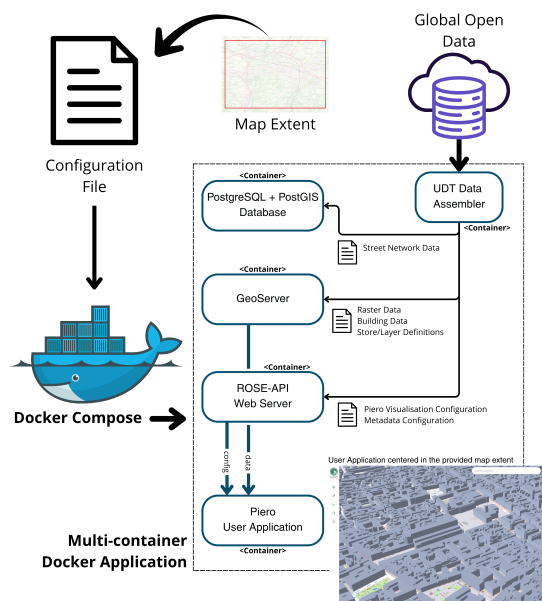 Global Open
Data
Map Extent
Configuration
File
<Container>
PostgreSQL + PostGIS
Database
UDT Data
Assembler
<Container>
Street Network Data
<Container>
GeoServer
Raster Data
Building Data
Store/Layer Definitions
<Container>
ROSE-API
Web Server
Docker Compose
Piero Visualisation Configuration
Metadata Configuration
config
data
User Application centered in the provided map extent
Piero
User Application
<Container>
Multi-container
Docker Application